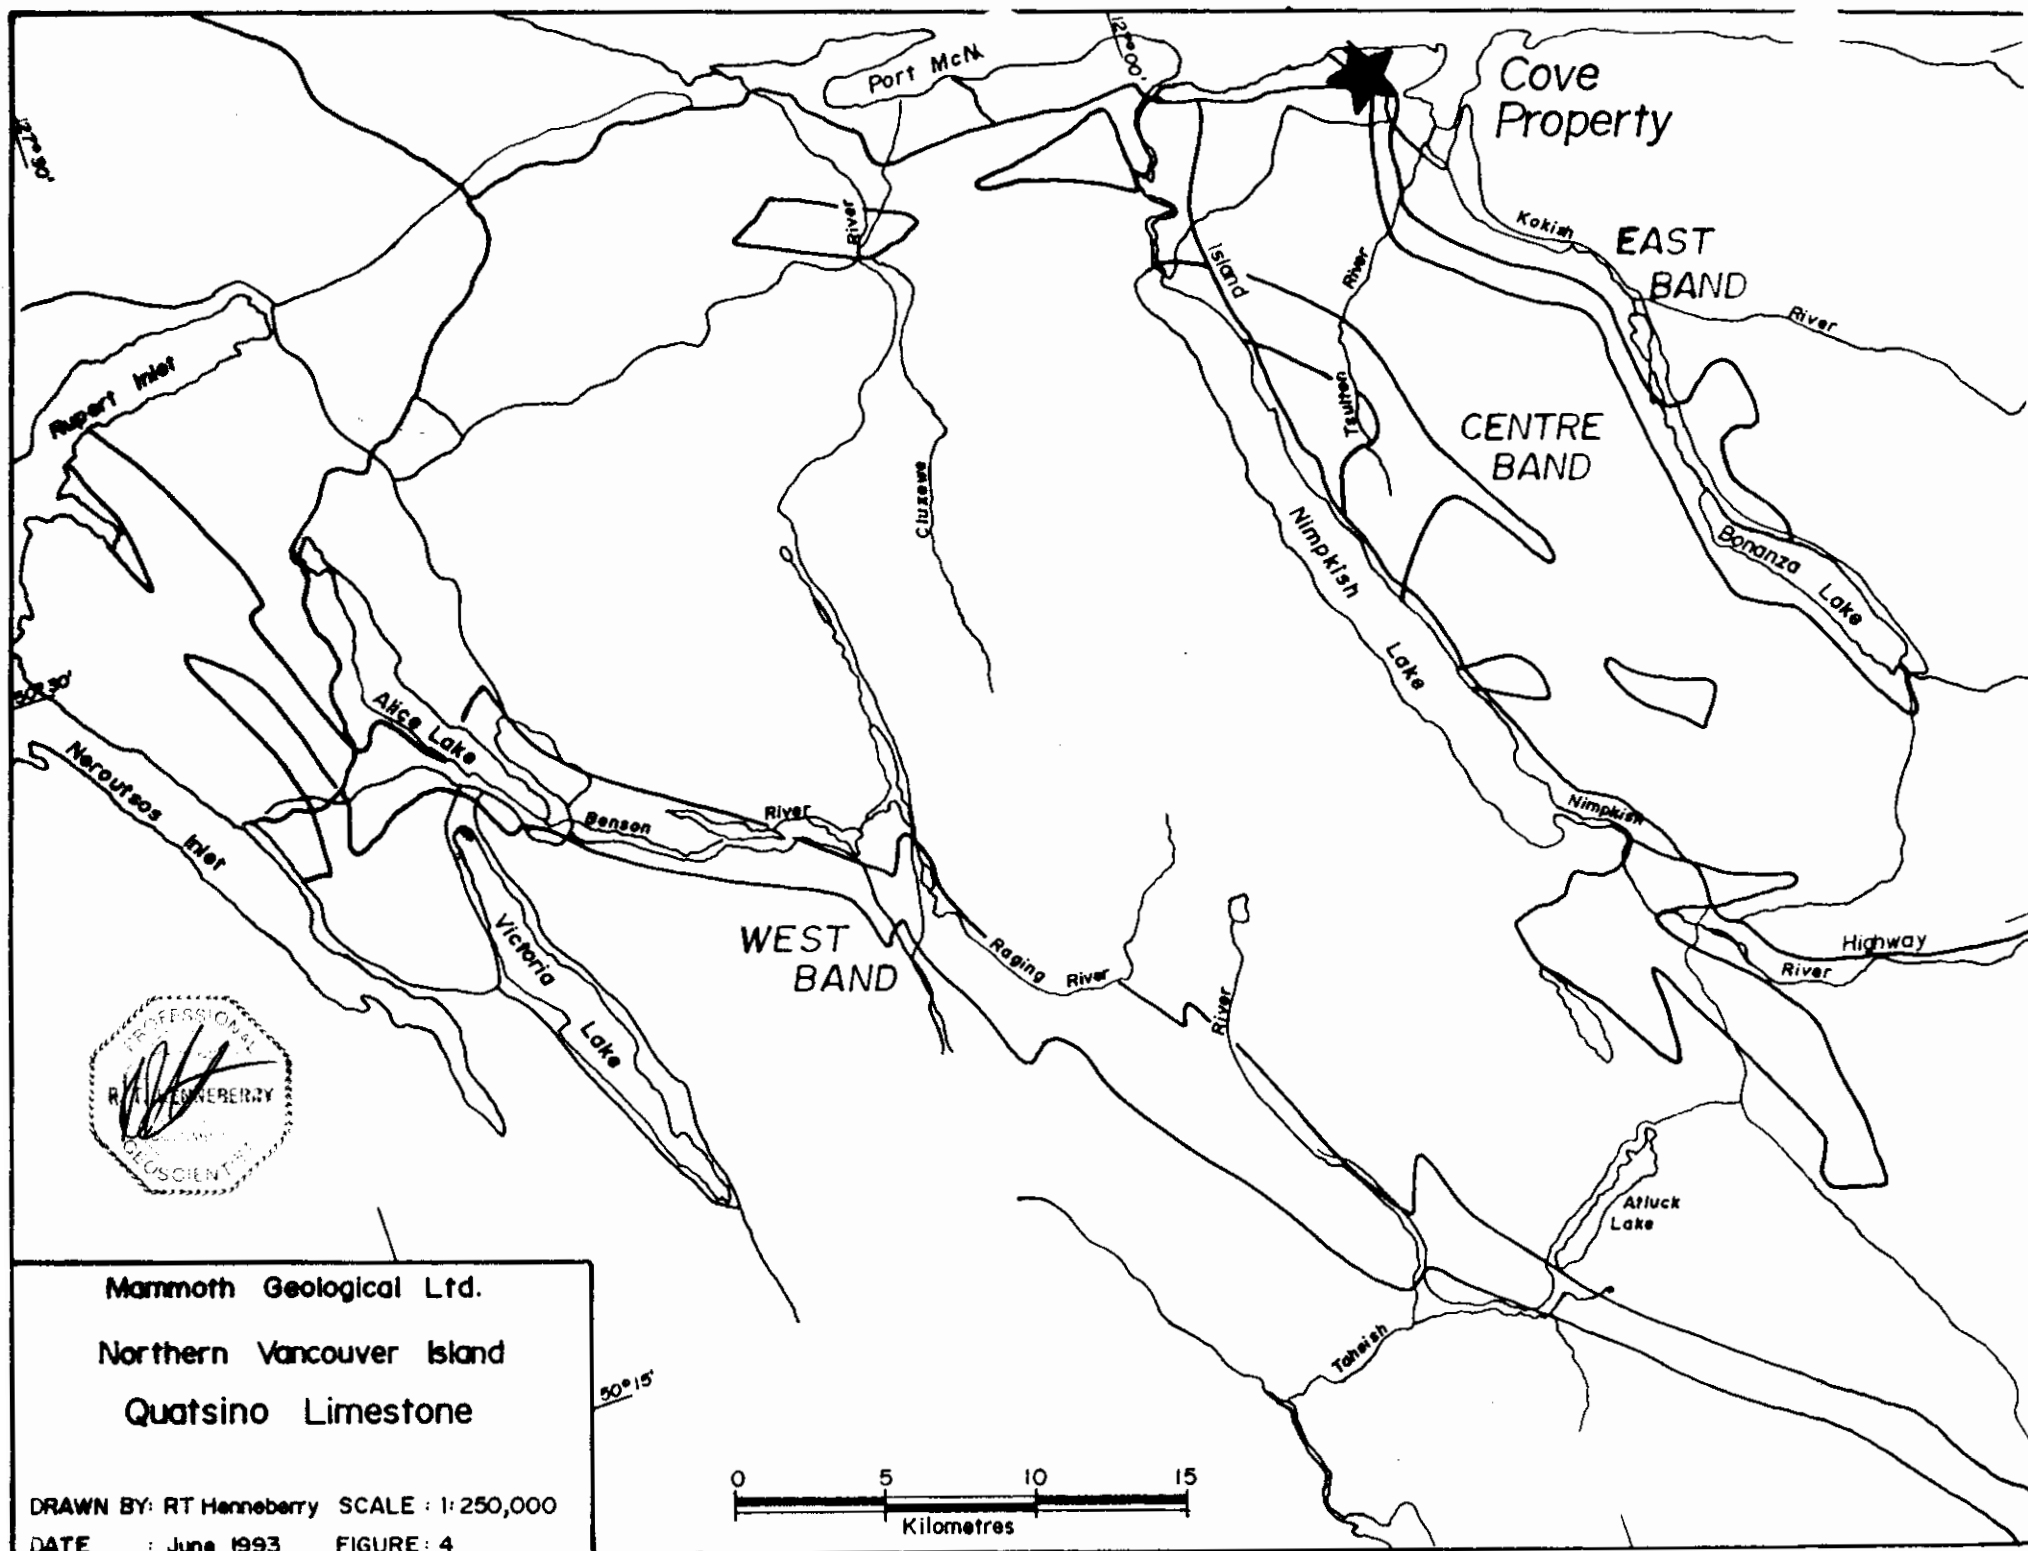 127° 00'
Port McN
Cove
Property
127° 30'
River
Kokish
EAST
BAND
Island
River
River
Rupert Inlet
Tsulton
CENTRE
BAND
Cluxewe
Nimpkish
Lake
Bonanza
Lake
50° 30'
Alice Lake
Neroutsos
Inlet
Benson
River
Nimpkish
WEST
BAND
Victoria
Lake
Raging
River
River
Highway
River
PROFESSIONAL
R. T. HENNEBERRY
GEOSCIENTIST
Atluck
Lake
Tahsish
50° 15'
Mammoth Geological Ltd.
Northern Vancouver Island
Quatsino Limestone
DRAWN BY: RT Henneberry SCALE : 1:250,000
DATE : June 1993 FIGURE : 4
0 5 10 15
Kilometres